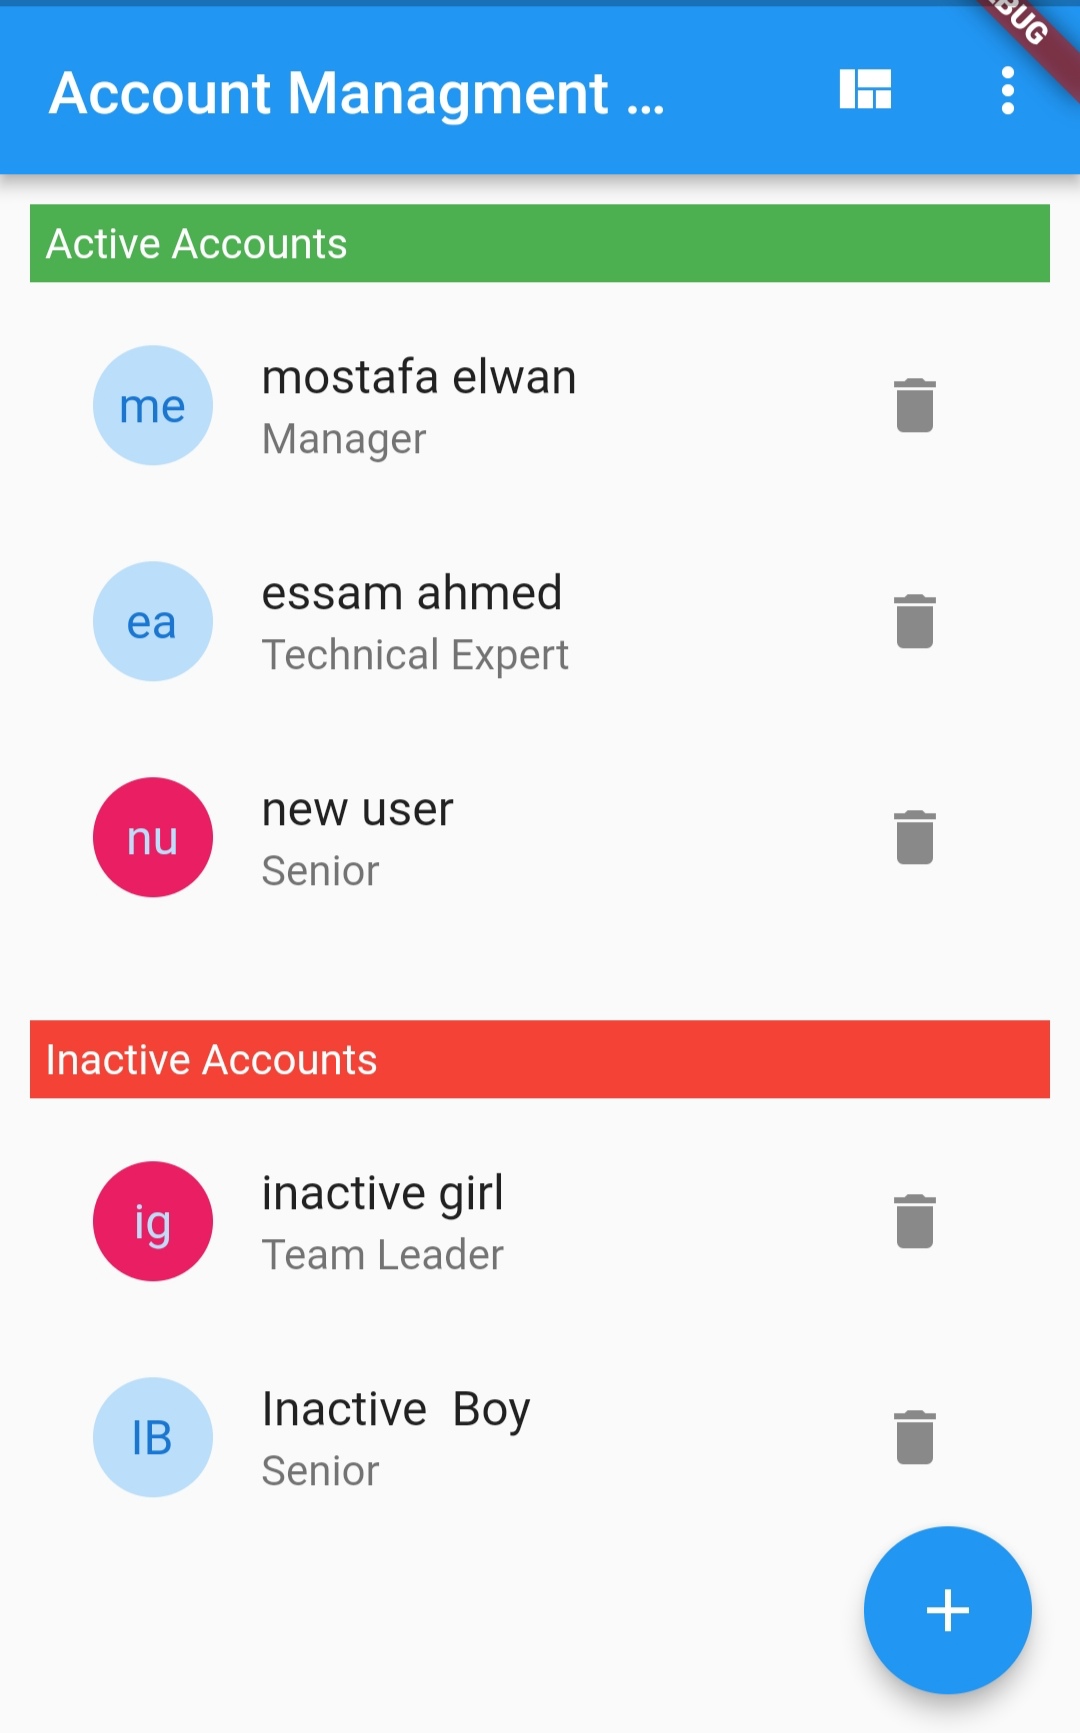 Account Managment ...
BUG
Active Accounts
me
mostafa elwan
Manager
ea
essam ahmed
Technical Expert
nu
new user
Senior
Inactive Accounts
ig
inactive girl
Team Leader
IB
Inactive  Boy
Senior